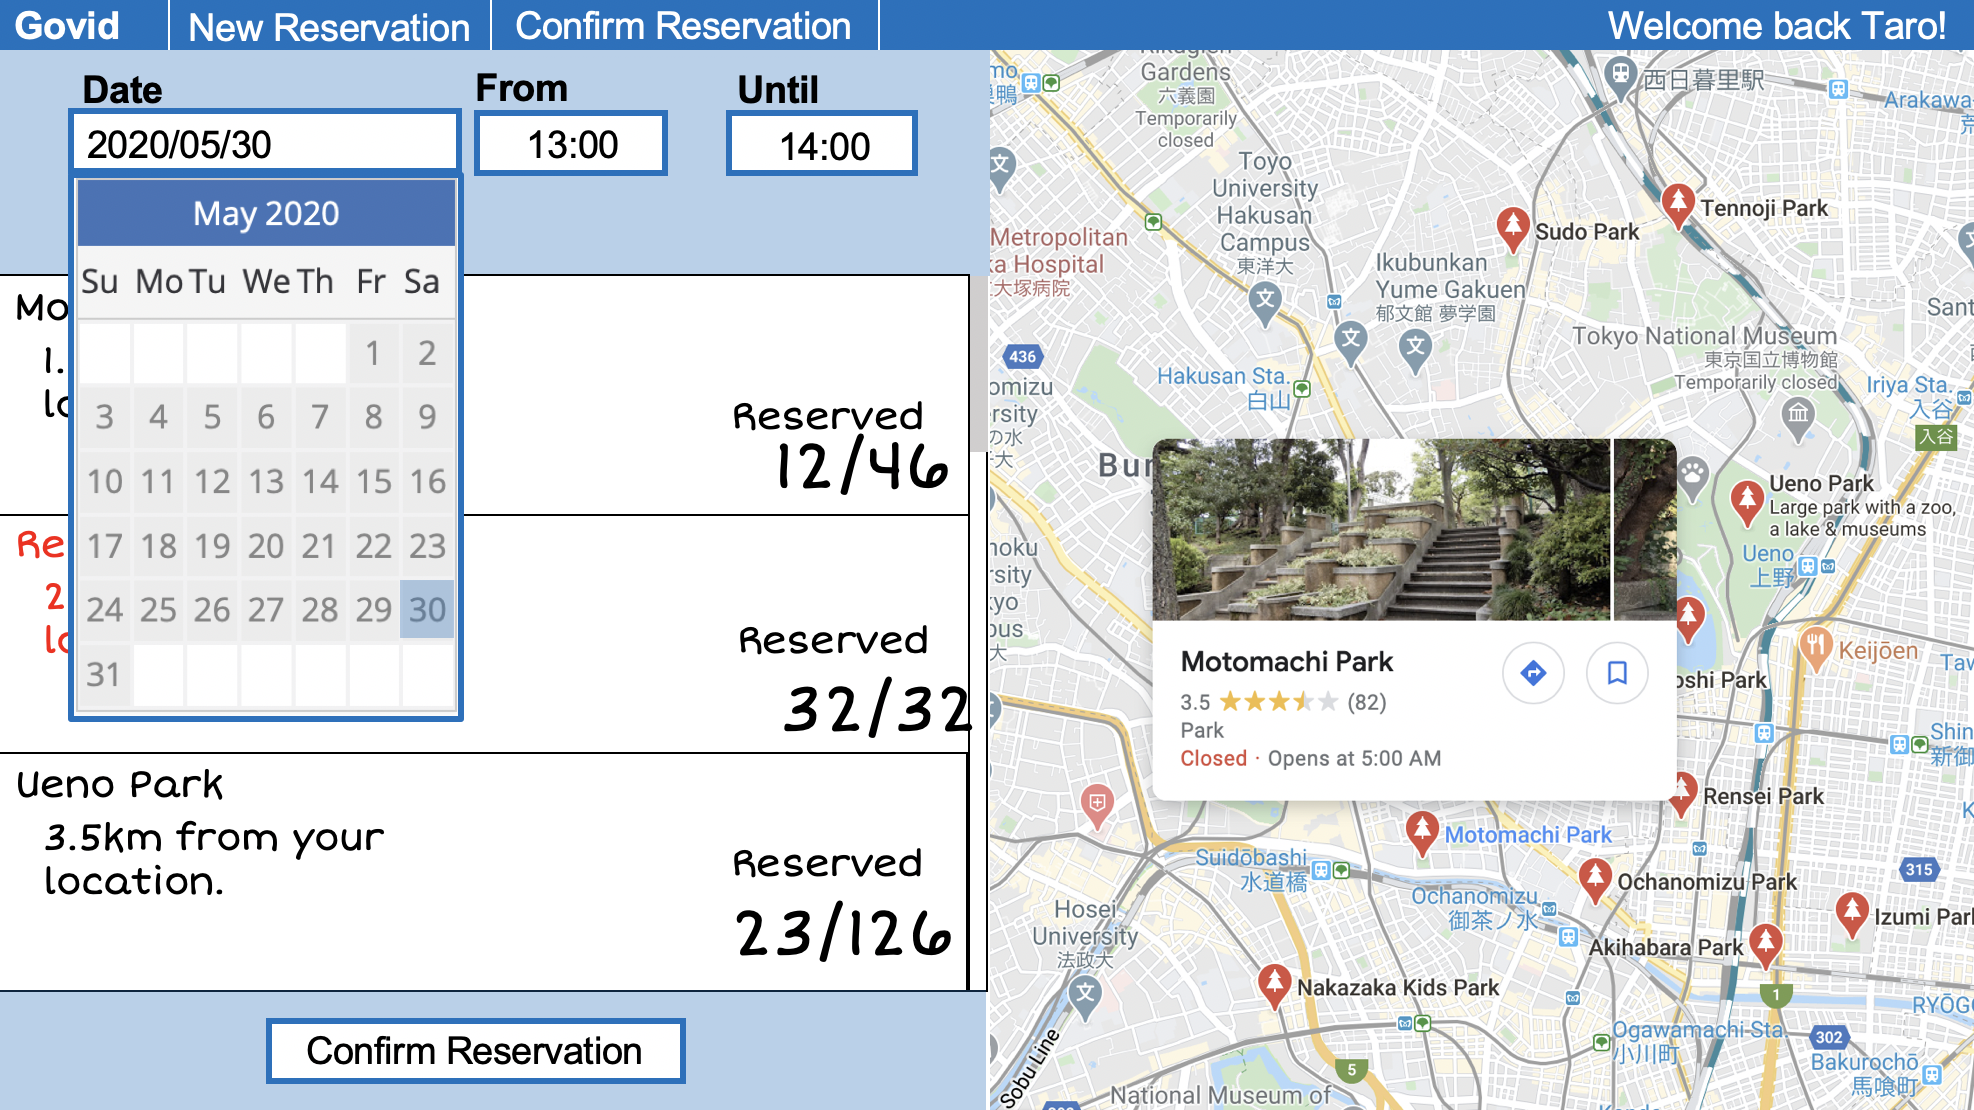 Govid
New Reservation
Confirm Reservation
Welcome back Taro!
Date
From
Until
2020/05/30
13:00
14:00
May 2020
Su Mo Tu We Th Fr Sa
1 2
3 4 5 6 7 8 9
10 11 12 13 14 15 16
17 18 19 20 21 22 23
24 25 26 27 28 29 30
31
Mo
1.
Reserved
12/46
Re
2
Reserved
32/32
Ueno Park
3.5km from your
location.
Reserved
23/126
Confirm Reservation
Gardens
六義園
Temporarily
closed
西日暮里駅
Arakawa
Toyo
University
Hakusan
Campus
東洋大
Metropolitan
ka Hospital
大塚病院
Sudo Park
Tennoji Park
Ikubunkan
Yume Gakuen
郁文館 夢学園
436
Hakusan Sta.
白山
Tokyo National Museum
東京国立博物館
Temporarily closed
Iriya Sta.
入谷
入谷
Ueno Park
Large park with a zoo,
a lake & museums
Ueno
上野
Motomachi Park
3.5 (82)
Park
Closed · Opens at 5:00 AM
Keijōen
oshi Park
Rensei Park
Motomachi Park
Suidōbashi
水道橋
Ochanomizu Park
315
Ochanomizu
御茶ノ水
Izumi Par
Akihabara Park
Hosei
University
法政大
Nakazaka Kids Park
1
RYŌG
Ogawamachi Sta.
小川町
302
Bakurochō
馬喰町
5
Sobu Line
National Museum of